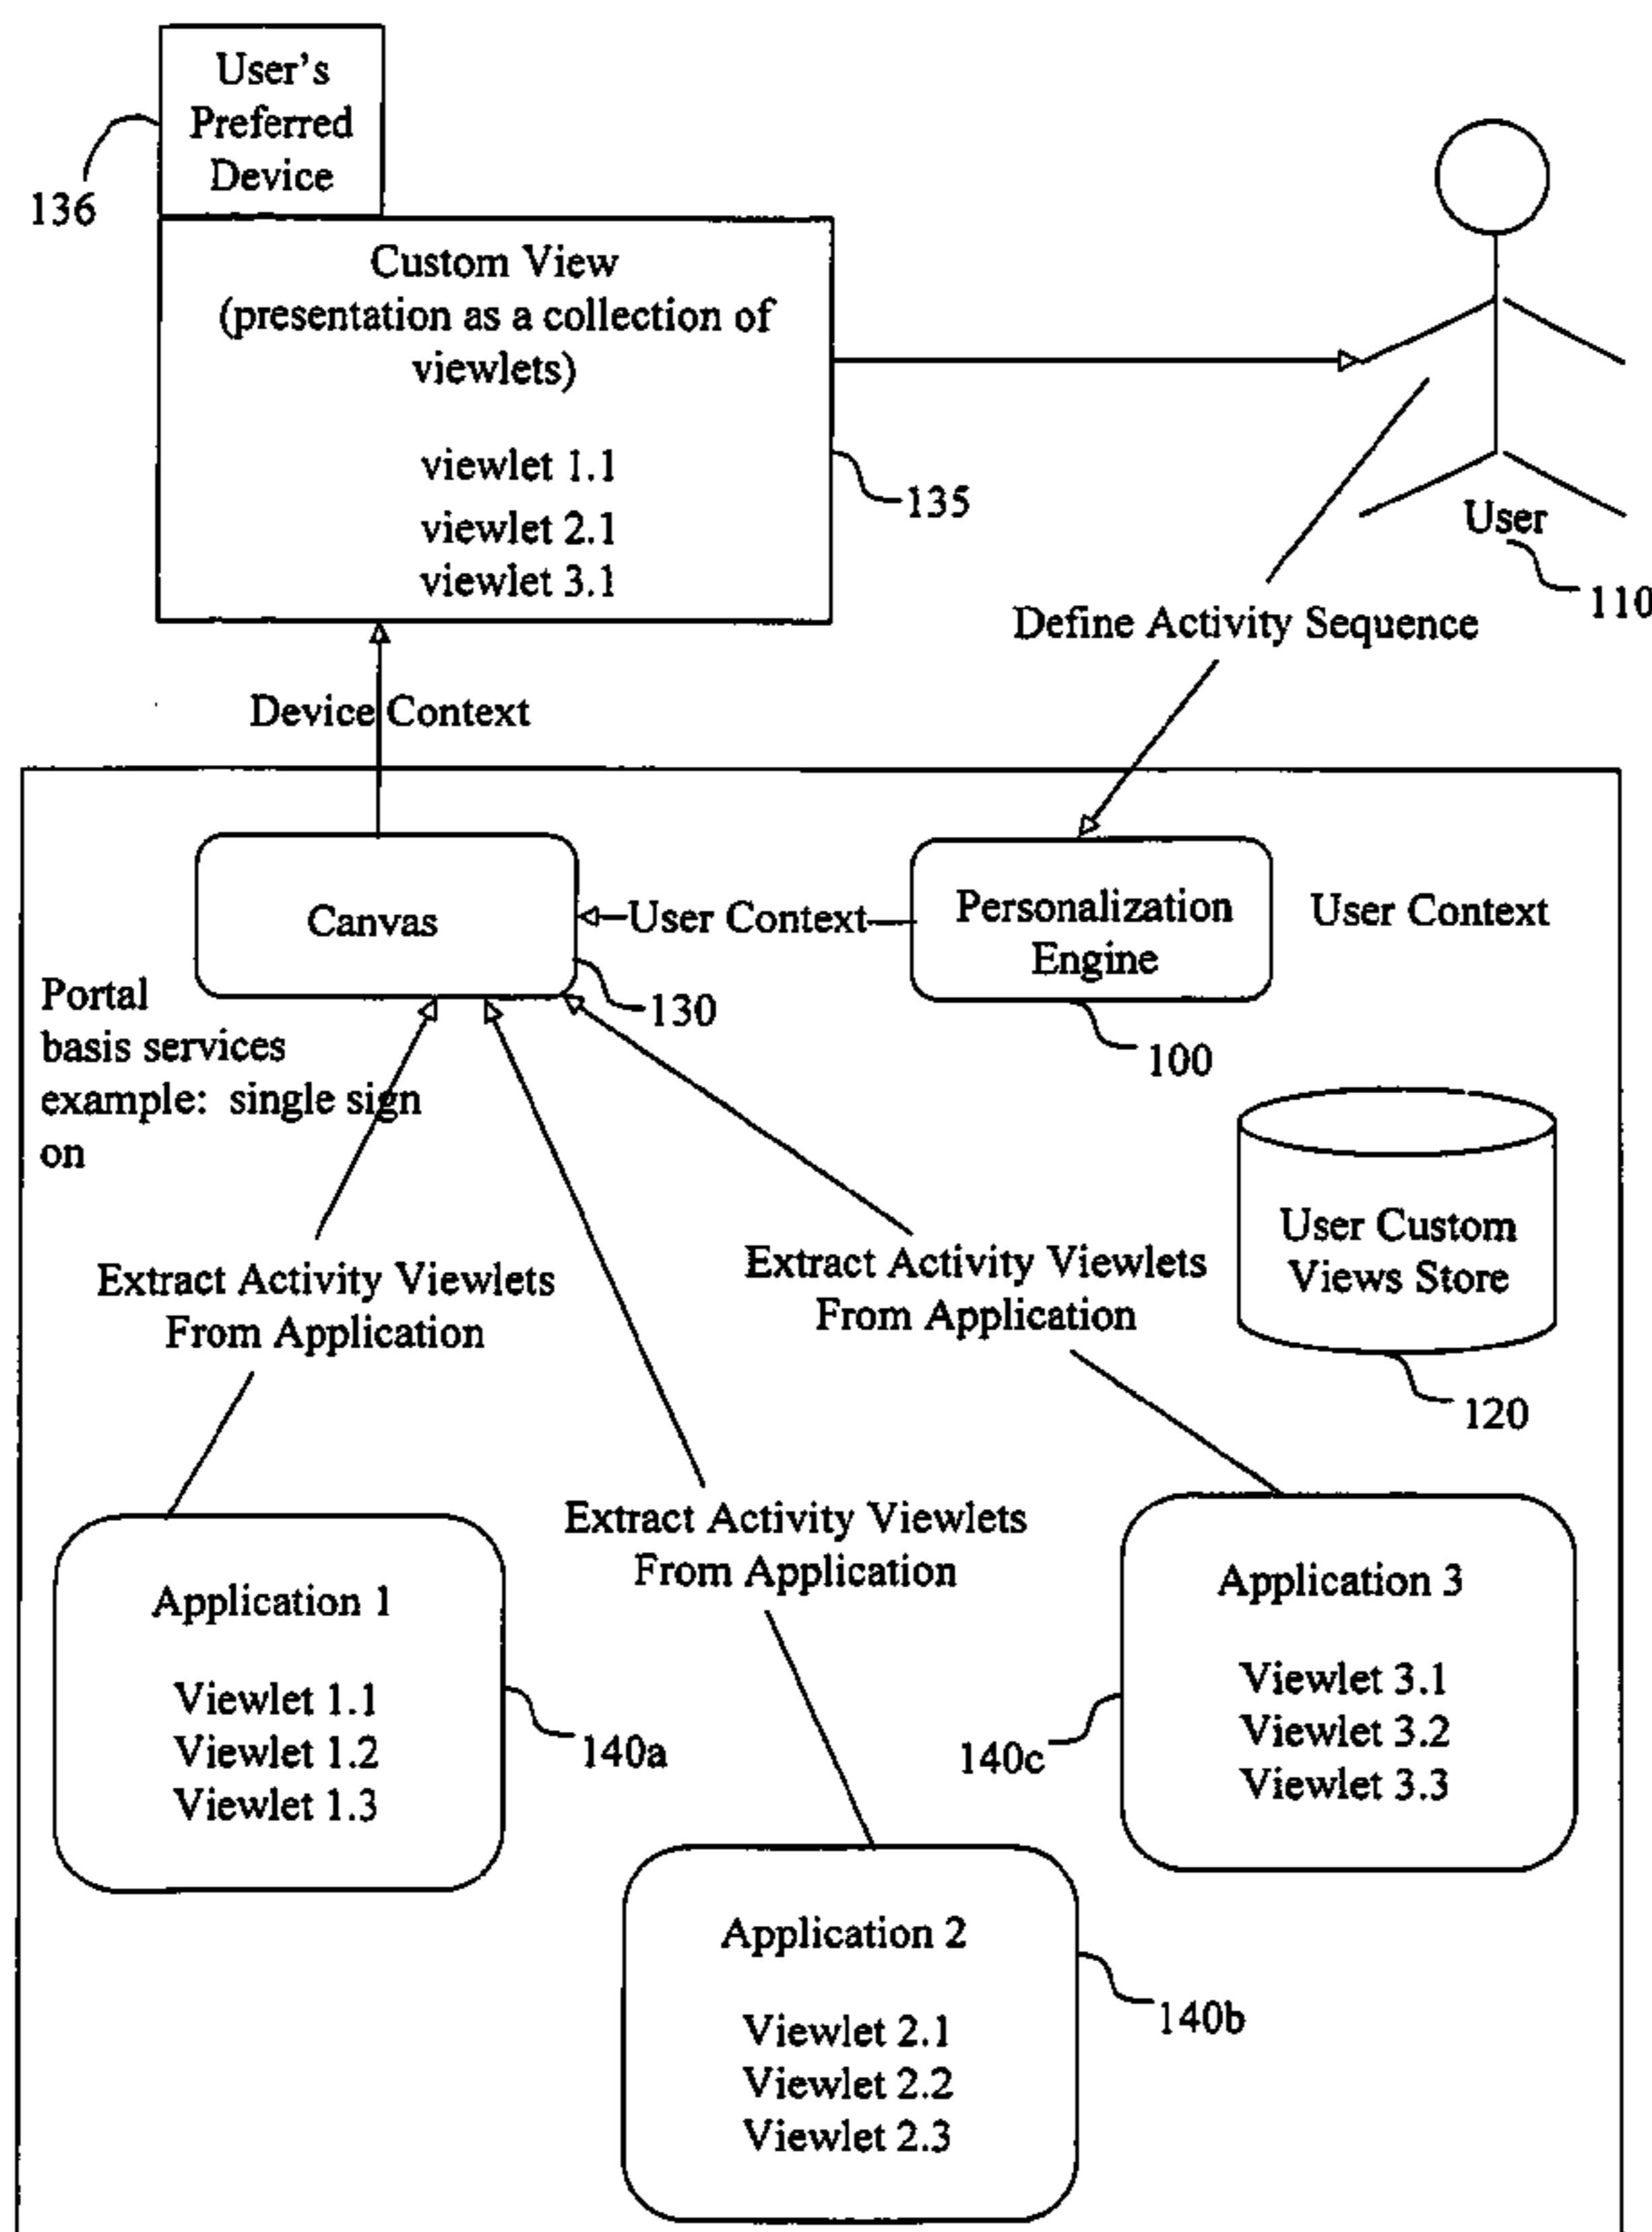 User's
Preferred
Device
136
Custom View
(presentation as a collection of
viewlets)
viewlet 1.1
viewlet 2.1
viewlet 3.1
135
User
110
Define Activity Sequence
Device Context
Canvas
User Context
Personalization
Engine
User Context
130
100
Portal
basis services
example: single sign
on
User Custom
Views Store
120
Extract Activity Viewlets
From Application
Extract Activity Viewlets
From Application
Extract Activity Viewlets
From Application
Application 1
Viewlet 1.1
Viewlet 1.2
Viewlet 1.3
140a
Application 3
Viewlet 3.1
Viewlet 3.2
Viewlet 3.3
140c
Application 2
Viewlet 2.1
Viewlet 2.2
Viewlet 2.3
140b